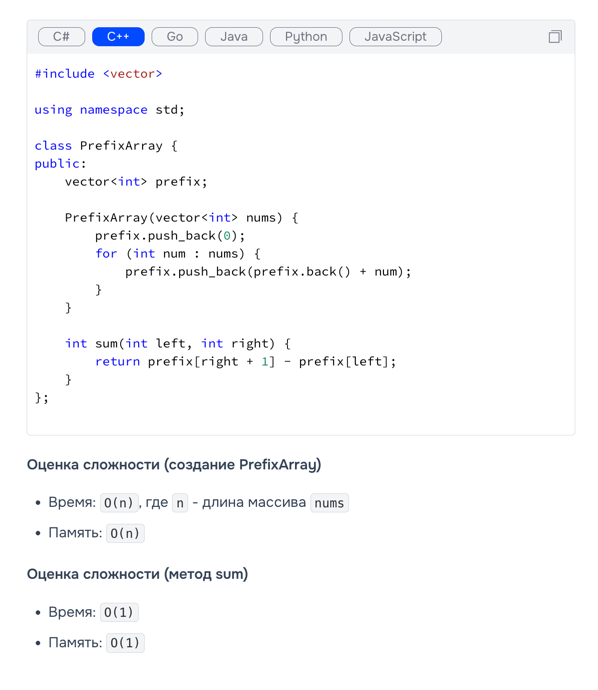 C# C++ Go Java Python JavaScript
#include <vector>
using namespace std;
class PrefixArray {
public:
    vector<int> prefix;
    PrefixArray(vector<int> nums) {
        prefix.push_back(0);
        for (int num : nums) {
            prefix.push_back(prefix.back() + num);
        }
    }
    int sum(int left, int right) {
        return prefix[right + 1] - prefix[left];
    }
};
Оценка сложности (создание PrefixArray)
• Время: O(n), где n - длина массива nums
• Память: O(n)
Оценка сложности (метод sum)
• Время: O(1)
• Память: O(1)